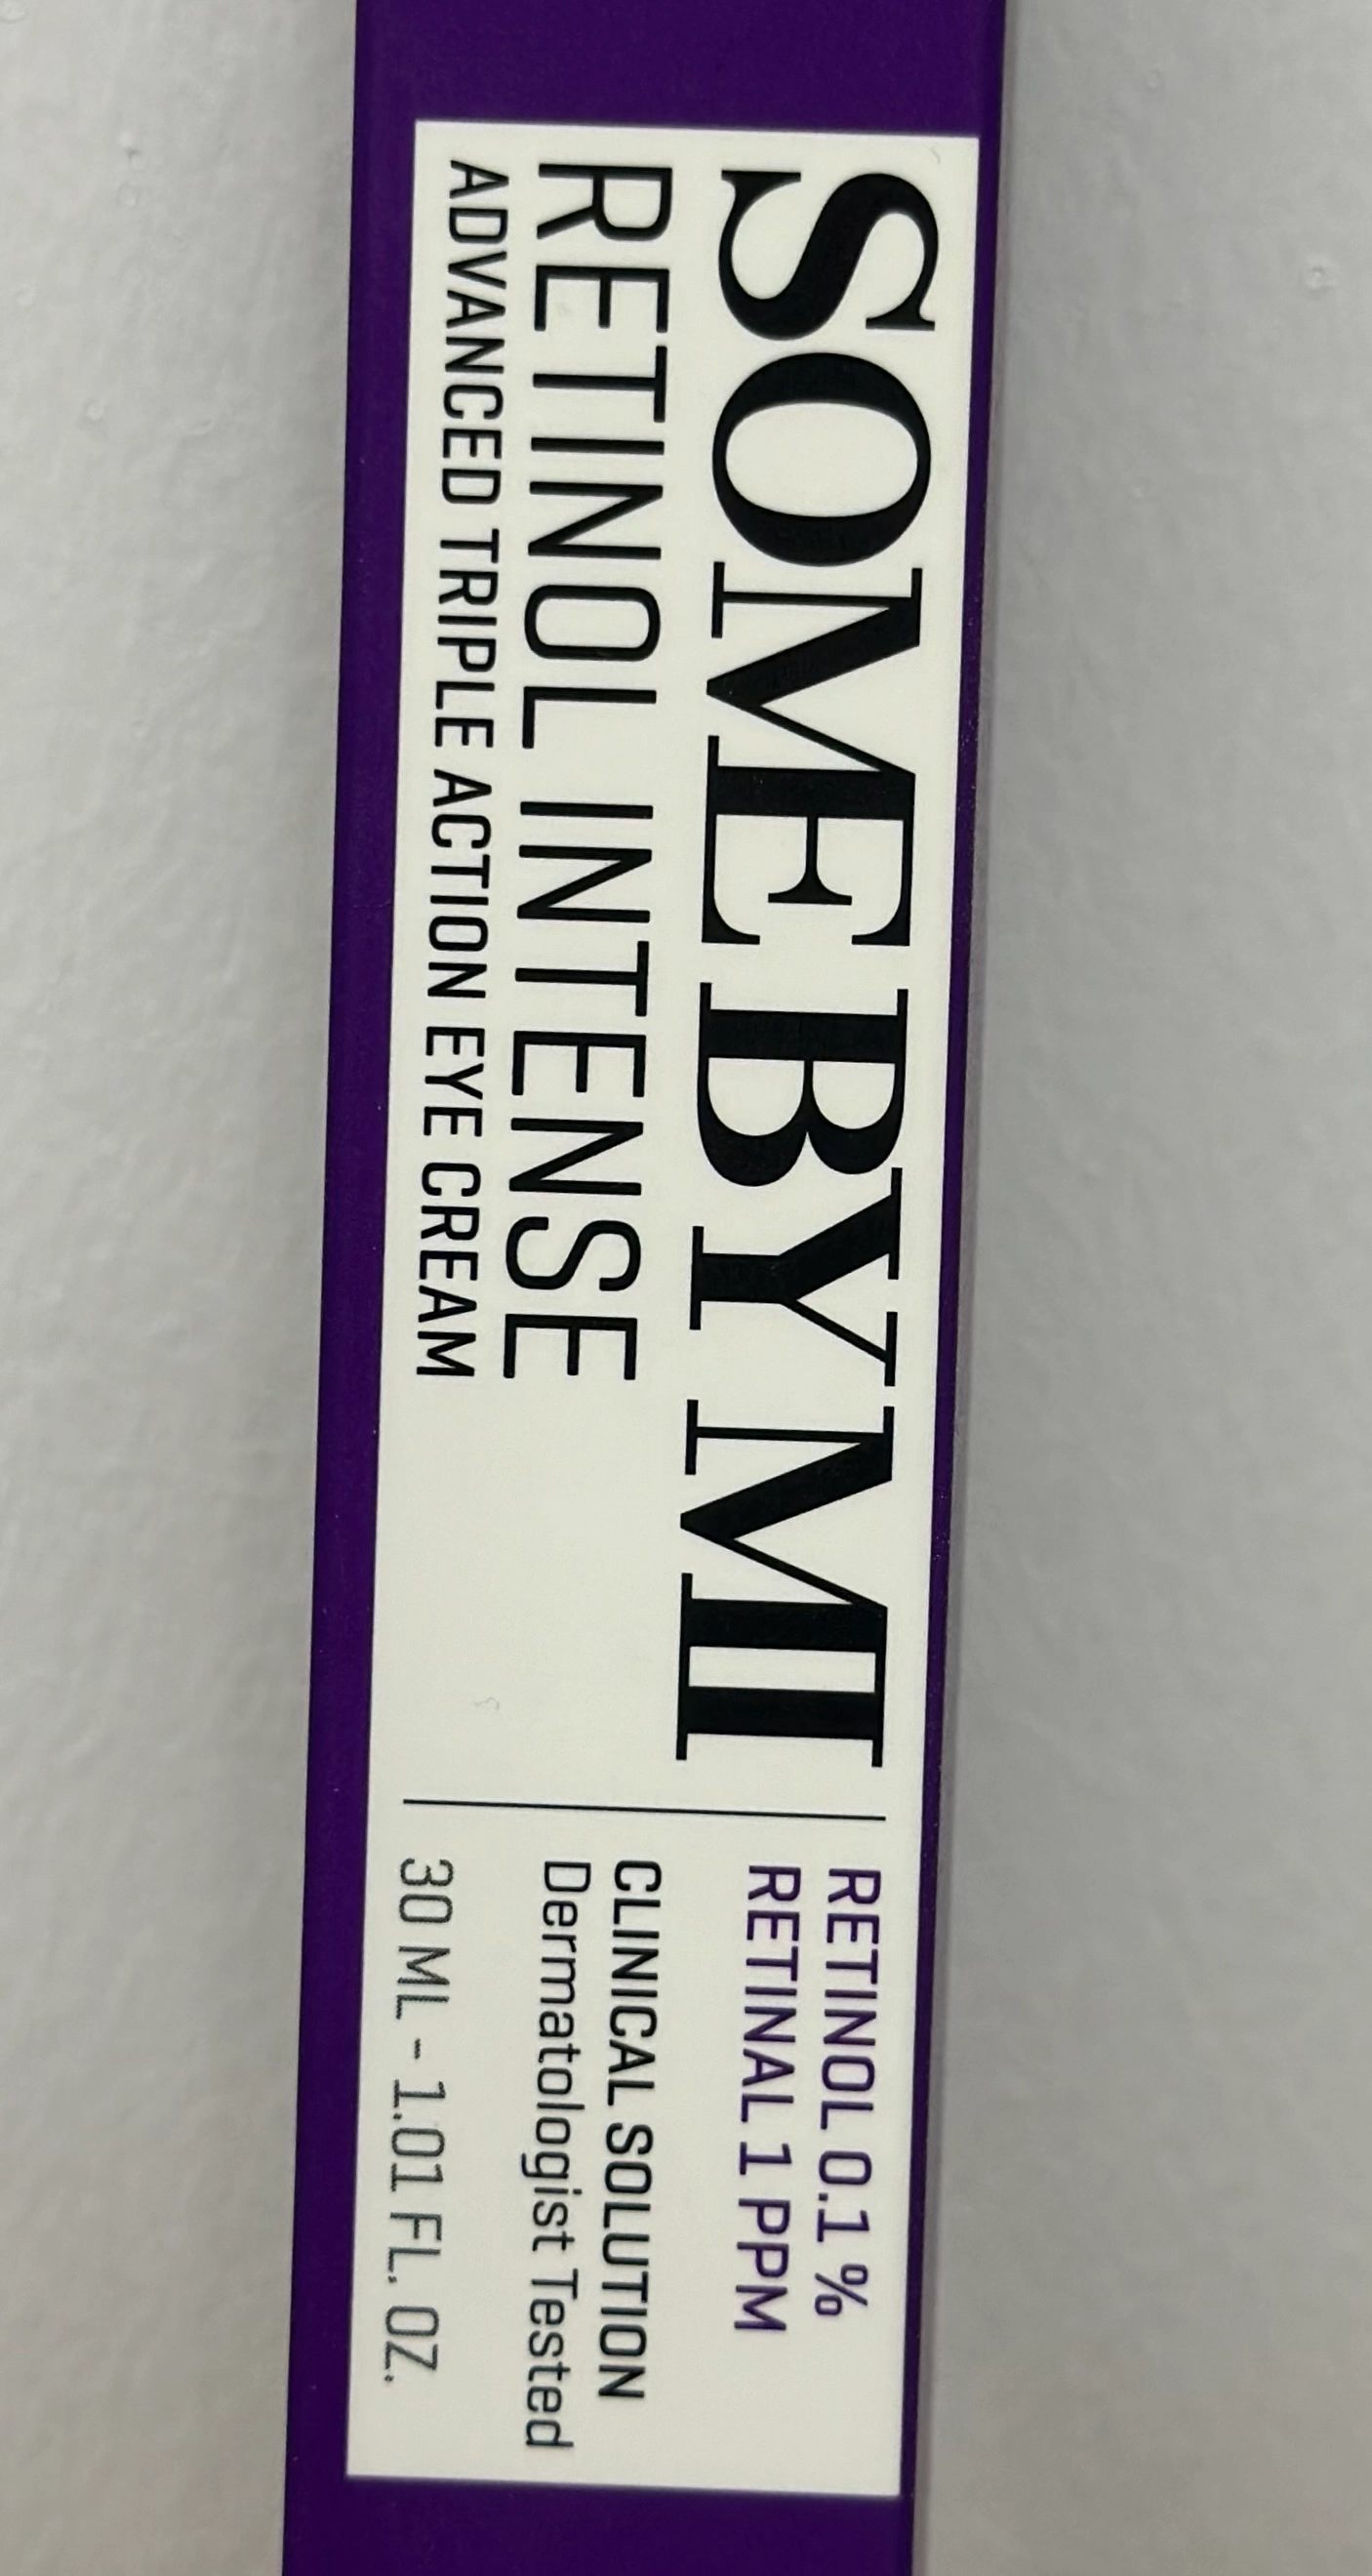 SOME BY MI
RETINOL INTENSE
ADVANCED TRIPLE ACTION EYE CREAM
RETINOL 0.1 %
RETINAL 1 PPM
CLINICAL SOLUTION
Dermatologist Tested
30 ML - 1.01 FL. OZ.